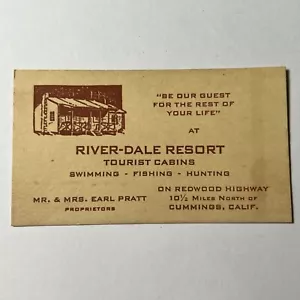 "BE OUR GUEST
FOR THE REST OF
YOUR LIFE"
AT
RIVER-DALE RESORT
TOURIST CABINS
SWIMMING - FISHING - HUNTING
MR. & MRS. EARL PRATT
PROPRIETORS
ON REDWOOD HIGHWAY
10½ MILES NORTH OF
CUMMINGS, CALIF.